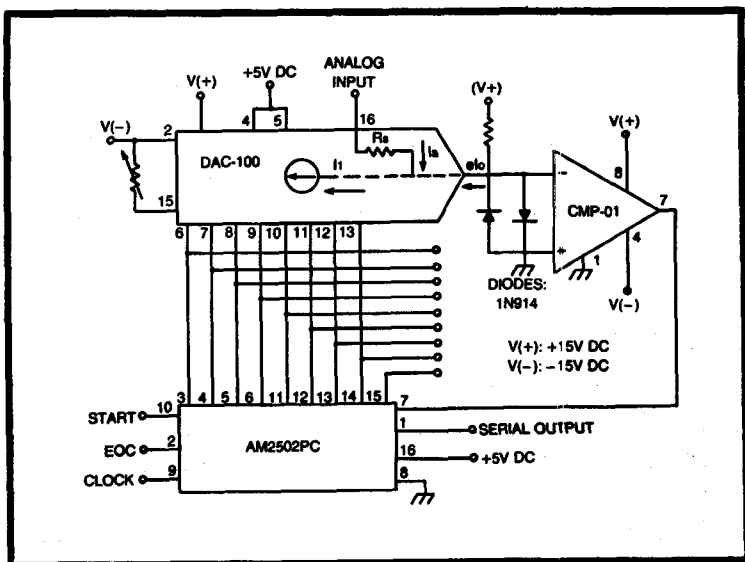 ANALOG
INPUT
+5V DC
V(+)
(V+)
V(+)
4 5 16
V(−)
2
Rs
Ia
DAC-100
I1
eIo
15
8
7
CMP-01
−
+
1
4
6 7 8 9 10 11 12 13
DIODES:
1N914
V(−)
V(+): +15V DC
V(−): −15V DC
3 4 5 6 11 12 13 14 15
START
10
7
1
SERIAL OUTPUT
EOC
2
AM2502PC
16
+5V DC
CLOCK
9
8